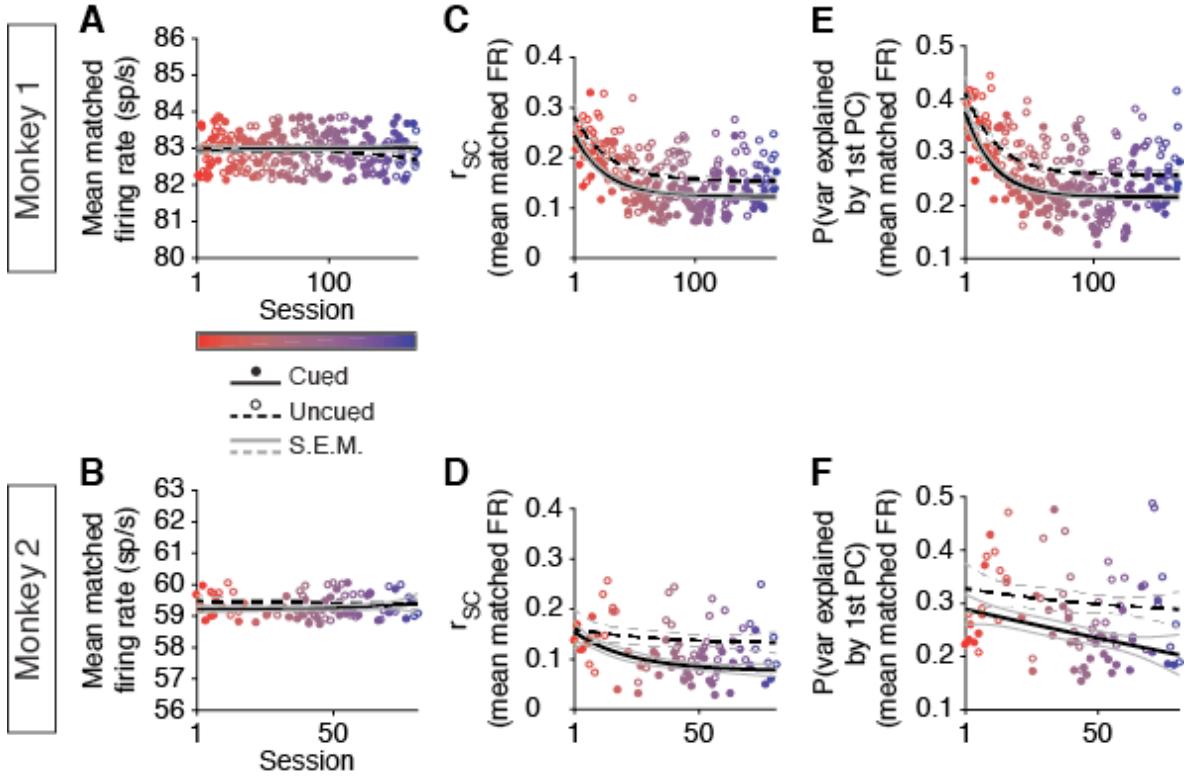 Monkey 1
A
Mean matched
firing rate (sp/s)
86
85
84
83
82
81
80
1
100
Session
C
r_SC
(mean matched FR)
0.4
0.3
0.2
0.1
0
1
100
E
P(var explained
by 1st PC)
(mean matched FR)
0.5
0.4
0.3
0.2
0.1
1
100
Cued
Uncued
S.E.M.
Monkey 2
B
Mean matched
firing rate (sp/s)
63
62
61
60
59
58
57
56
1
50
Session
D
r_SC
(mean matched FR)
0.4
0.3
0.2
0.1
0
1
50
F
P(var explained
by 1st PC)
(mean matched FR)
0.5
0.4
0.3
0.2
0.1
1
50